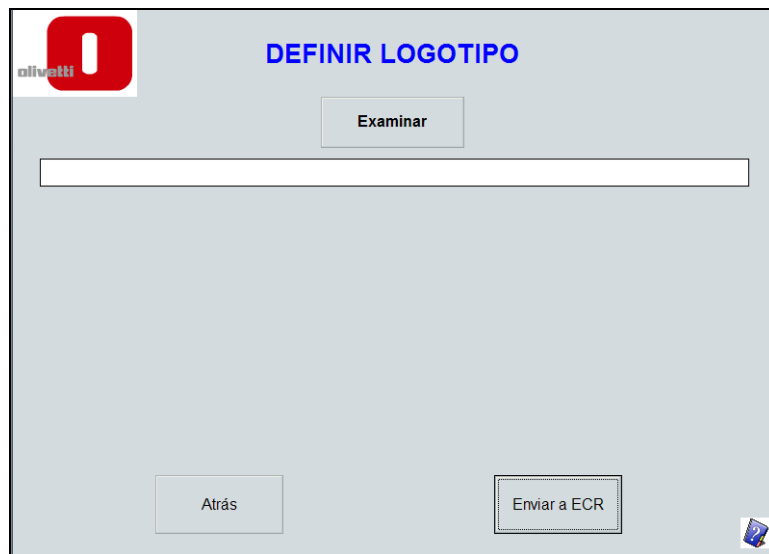 olivetti
DEFINIR LOGOTIPO
Examinar
Atrás
Enviar a ECR
?